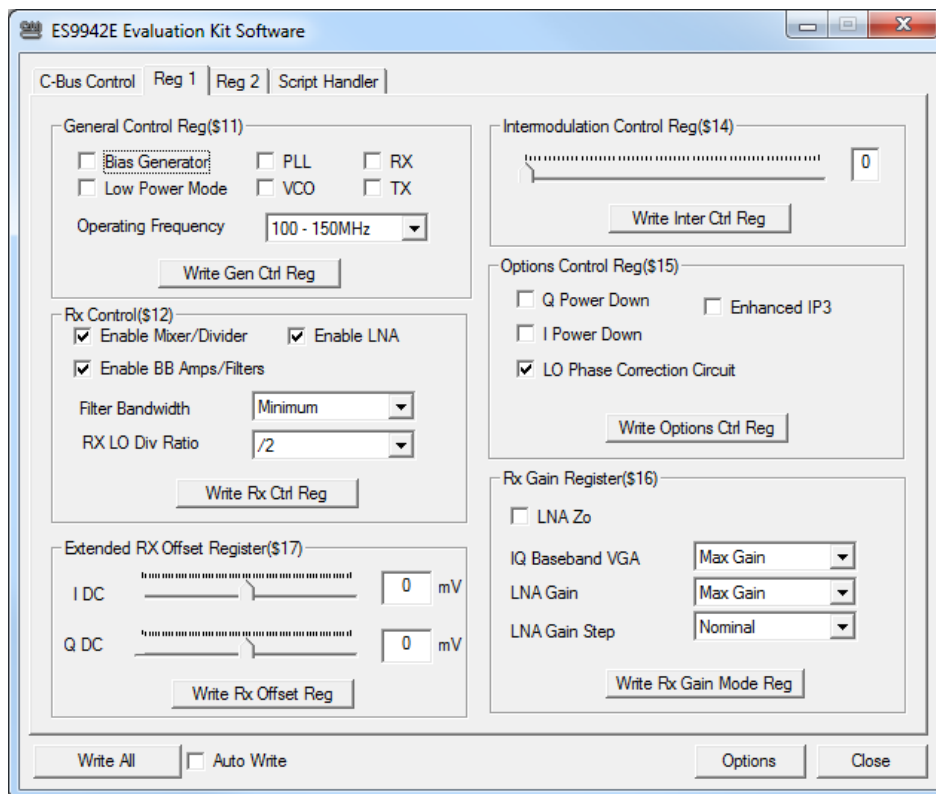 ES9942E Evaluation Kit Software
C-Bus Control Reg 1 Reg 2 Script Handler
General Control Reg($11)
Bias Generator PLL RX
Low Power Mode VCO TX
Operating Frequency 100 - 150MHz
Write Gen Ctrl Reg
Rx Control($12)
Enable Mixer/Divider Enable LNA
Enable BB Amps/Filters
Filter Bandwidth Minimum
RX LO Div Ratio /2
Write Rx Ctrl Reg
Extended RX Offset Register($17)
I DC 0 mV
Q DC 0 mV
Write Rx Offset Reg
Intermodulation Control Reg($14)
0
Write Inter Ctrl Reg
Options Control Reg($15)
Q Power Down Enhanced IP3
I Power Down
LO Phase Correction Circuit
Write Options Ctrl Reg
Rx Gain Register($16)
LNA Zo
IQ Baseband VGA Max Gain
LNA Gain Max Gain
LNA Gain Step Nominal
Write Rx Gain Mode Reg
Write All Auto Write Options Close